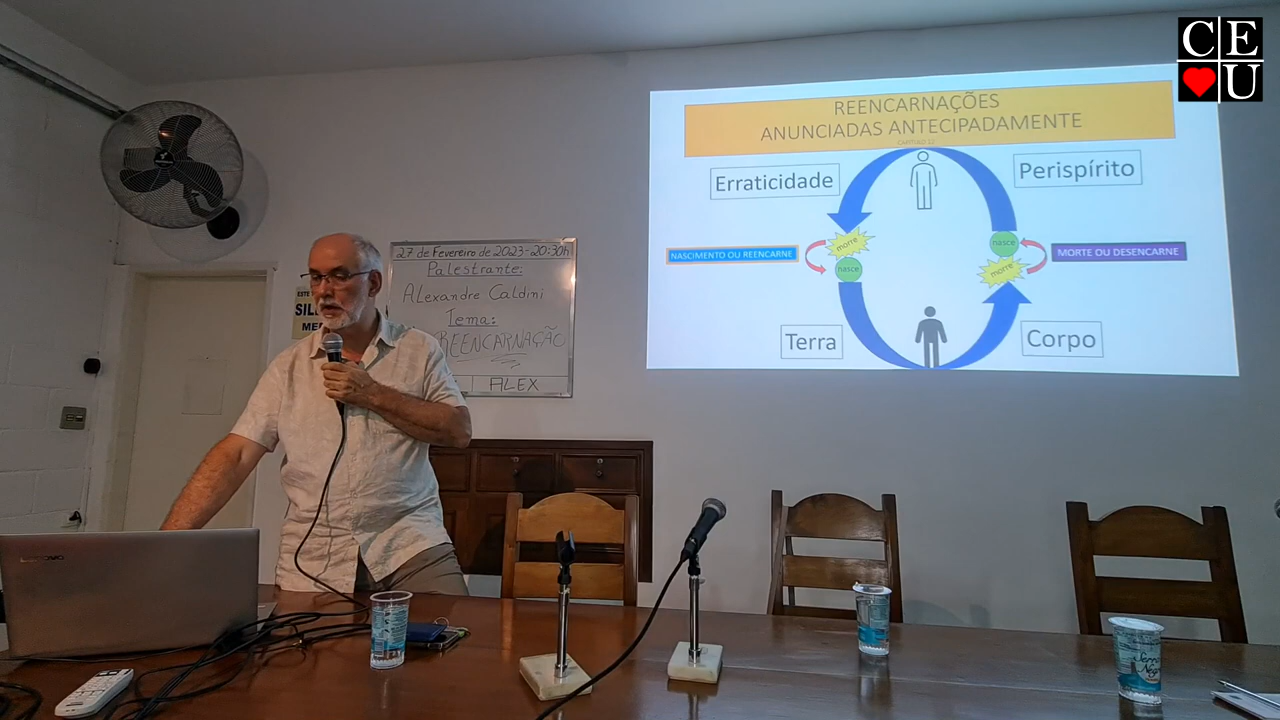 CE
U
REENCARNAÇÕES
ANUNCIADAS ANTECIPADAMENTE
Erraticidade
Perispírito
morre
nasce
nasce
morre
NASCIMENTO OU REENCARNE
MORTE OU DESENCARNE
Terra
Corpo
27 de Fevereiro de 2023-20:30h
Palestrante:
Alexandre Caldini
Tema:
REENCARNAÇÃO
ALEX
Lenovo